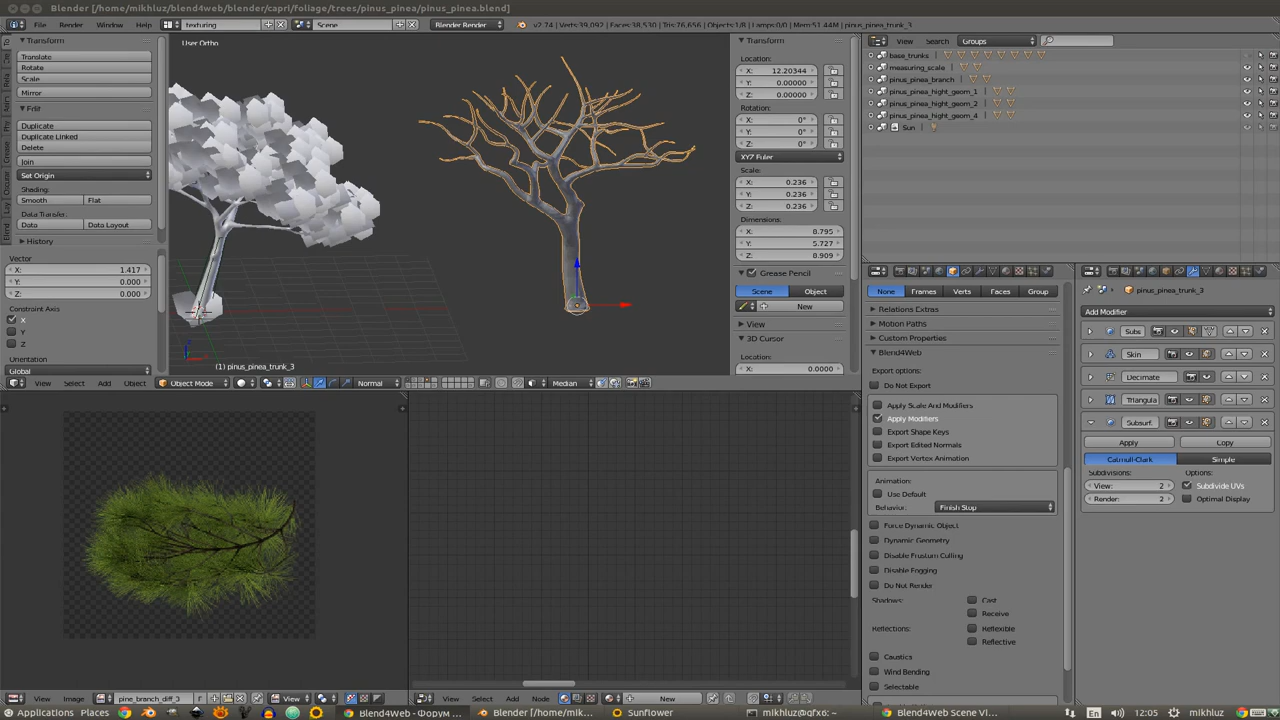 Blender [/home/mikhluz/blend4web/blender/capri/foliage/trees/pinus_pinea/pinus_pinea.blend]
File Render Window Help texturing Scene Blender Render v2.74 | Verts:39,092 | Faces:38,530 | Tris:76,656 | Objects:1/8 | Lamps:0/0 | Mem:51.44M | pinus_pinea_trunk_3
Transform
Translate
Rotate
Scale
Mirror
Edit
Duplicate
Duplicate Linked
Delete
Join
Set Origin
Shading:
Smooth Flat
Data Transfer:
Data Data Layout
History
Vector
X: 1.417
Y: 0.000
Z: 0.000
Constraint Axis
X
Y
Z
Orientation
Global
User Ortho
(1) pinus_pinea_trunk_3
View Select Add Object Object Mode Normal Median
Transform
Location:
X: 12.20344
Y: 0.00000
Z: 0.00000
Rotation:
X: 0°
Y: 0°
Z: 0°
XYZ Euler
Scale:
X: 0.236
Y: 0.236
Z: 0.236
Dimensions:
X: 8.795
Y: 5.727
Z: 8.909
Grease Pencil
Scene Object
New
View
3D Cursor
Location:
X: 0.0000
View Search Groups
base_trunks
measuring_scale
pinus_pinea_branch
pinus_pinea_hight_geom_1
pinus_pinea_hight_geom_2
pinus_pinea_hight_geom_4
Sun
None Frames Verts Faces Group
Relations Extras
Motion Paths
Custom Properties
Blend4Web
Export options:
Do Not Export
Apply Scale And Modifiers
Apply Modifiers
Export Shape Keys
Export Edited Normals
Export Vertex Animation
Animation:
Use Default
Behavior: Finish Stop
Force Dynamic Object
Dynamic Geometry
Disable Frustum Culling
Disable Fogging
Do Not Render
Shadows: Cast
Receive
Reflections: Reflexible
Reflective
Caustics
Wind Bending
Selectable
pinus_pinea_trunk_3
Add Modifier
Subs
Skin
Decimate
Triangula
Subsurf.
Apply Copy
Catmull-Clark Simple
Subdivisions: Options:
View: 2 Subdivide UVs
Render: 2 Optimal Display
View Image pine_branch_diff_0 F View
View Select Add Node New
Applications Places Blend4Web - Форум ... Blender [/home/mik... Sunflower mikhluz@qfx6: ~ Blend4Web Scene Vi... En 12:05 mikhluz